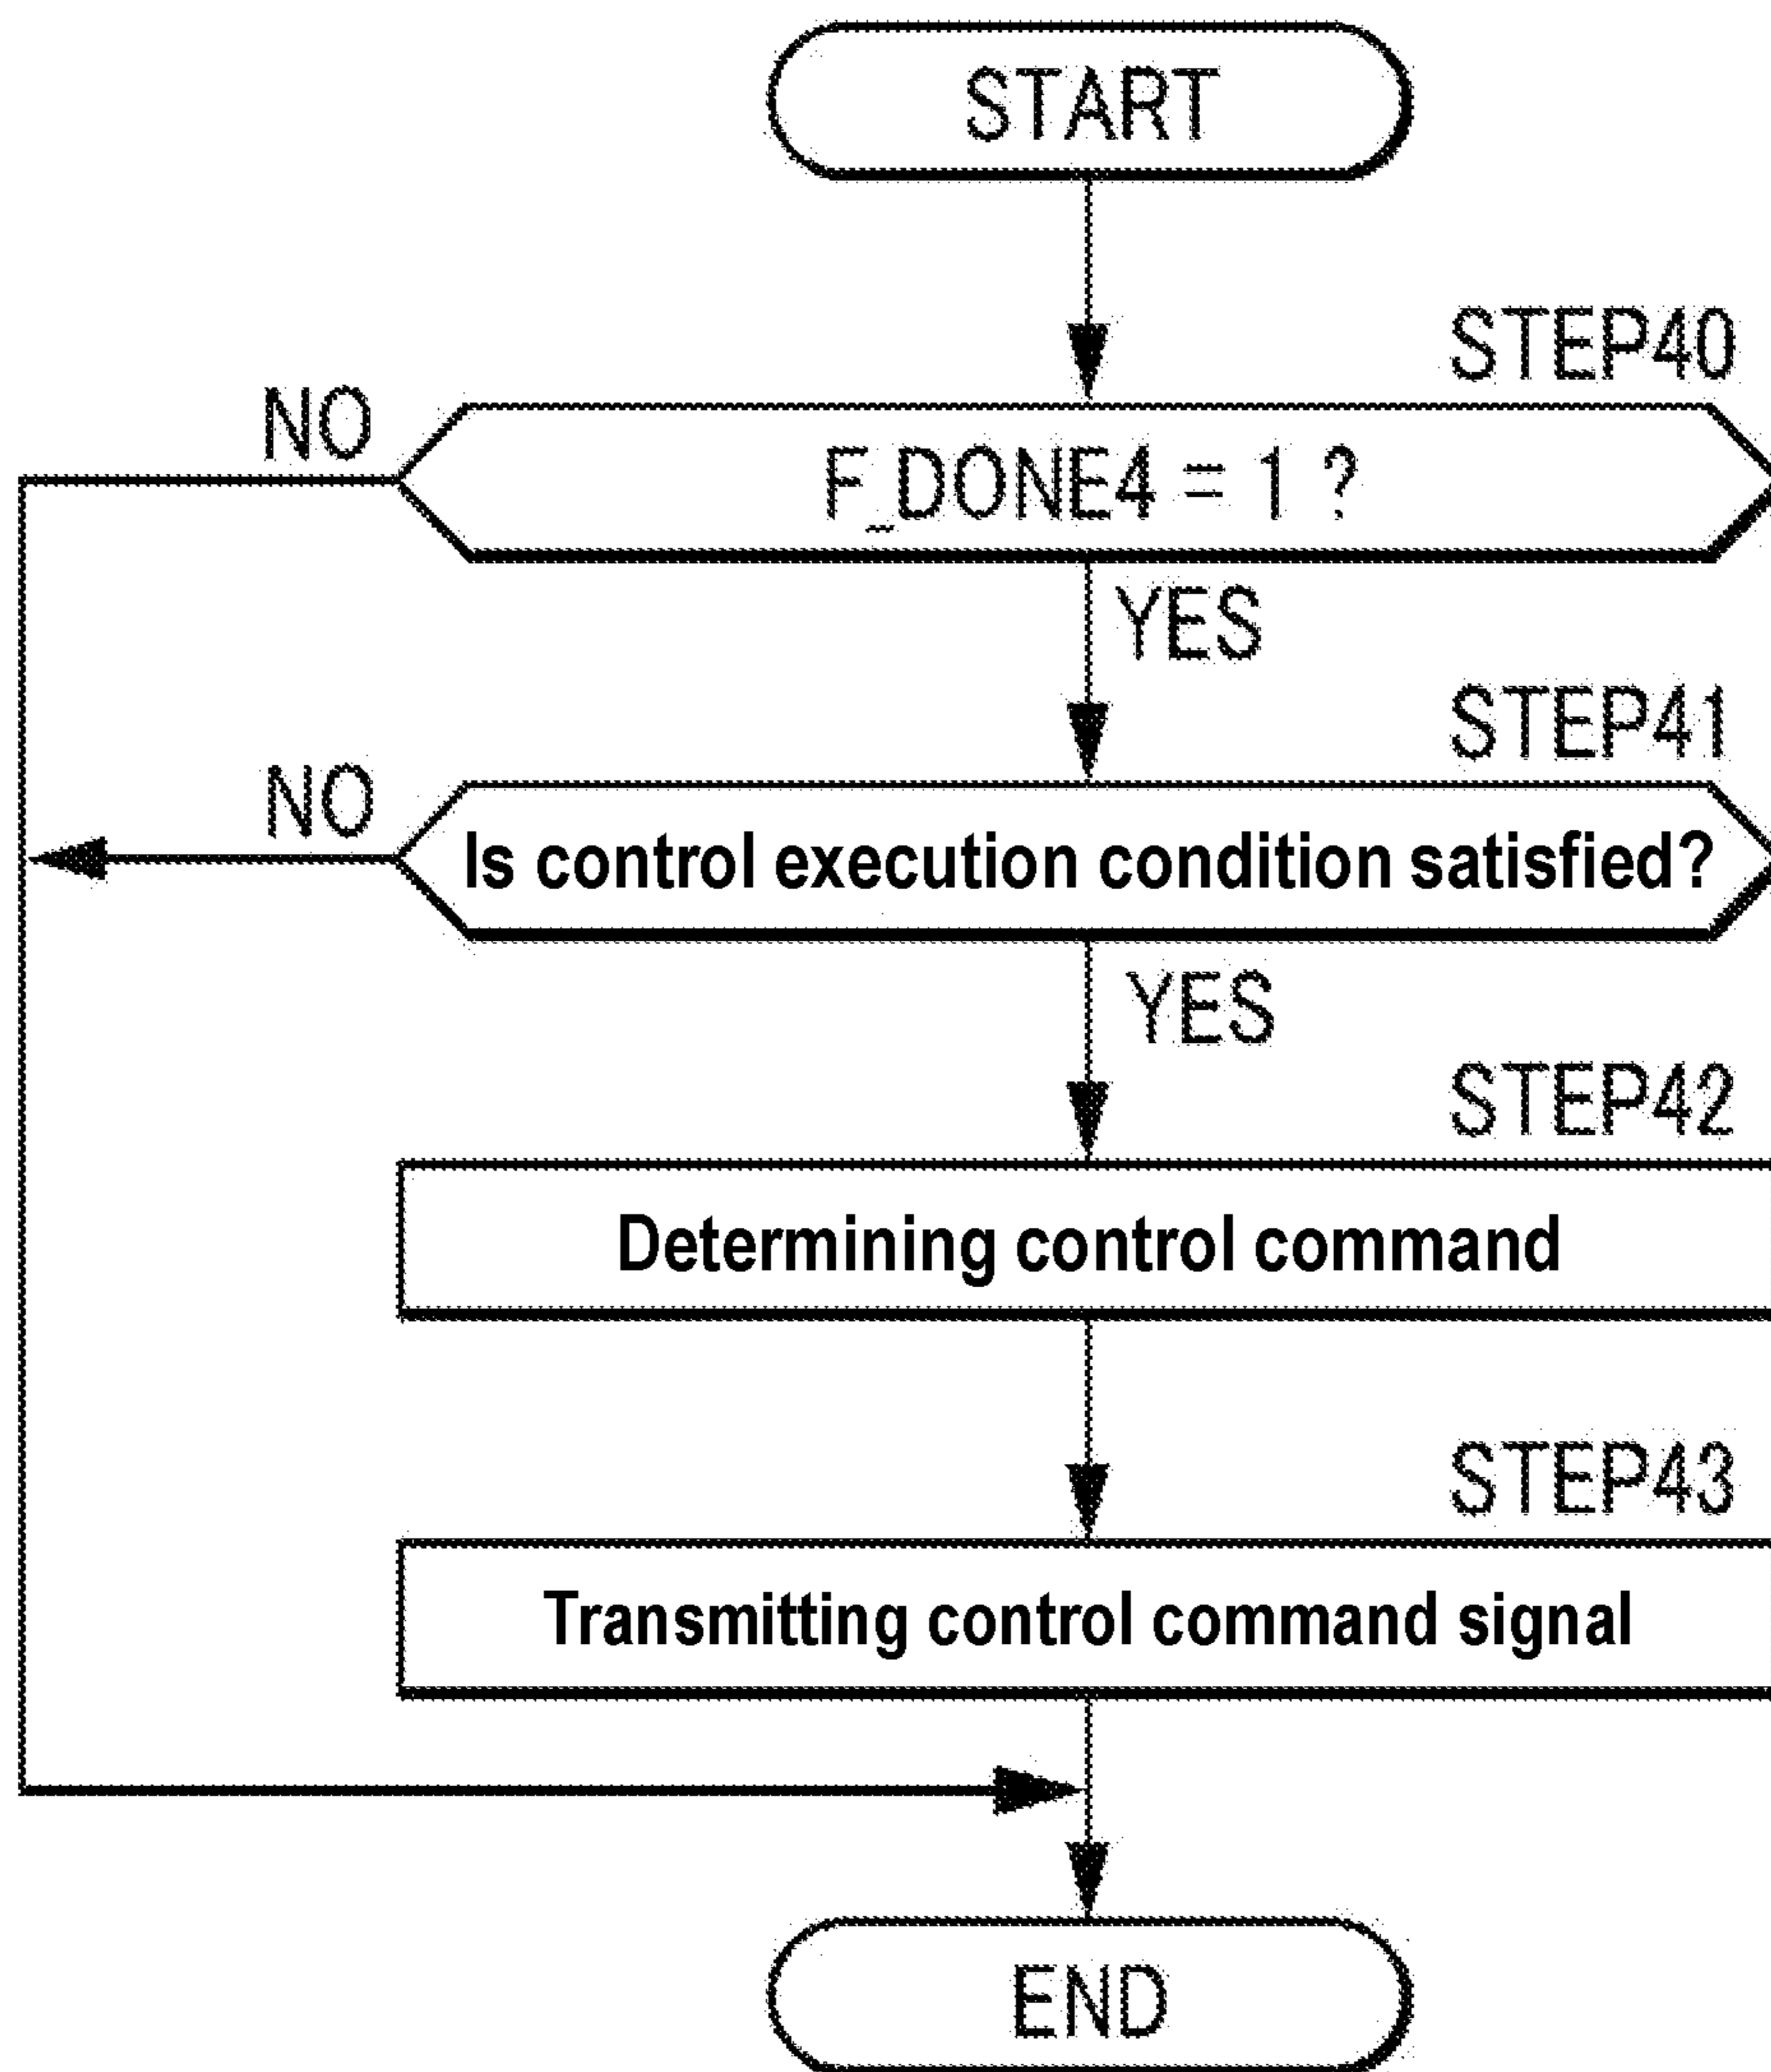 START
STEP40
NO
F_DONE4 = 1 ?
YES
STEP41
NO
Is control execution condition satisfied?
YES
STEP42
Determining control command
STEP43
Transmitting control command signal
END